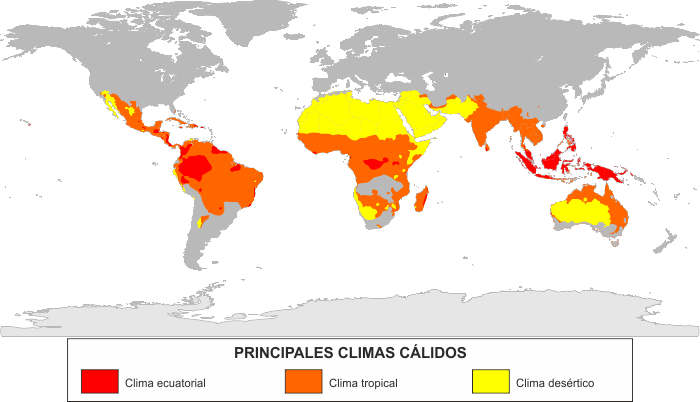 PRINCIPALES CLIMAS CÁLIDOS
Clima ecuatorial
Clima tropical
Clima desértico